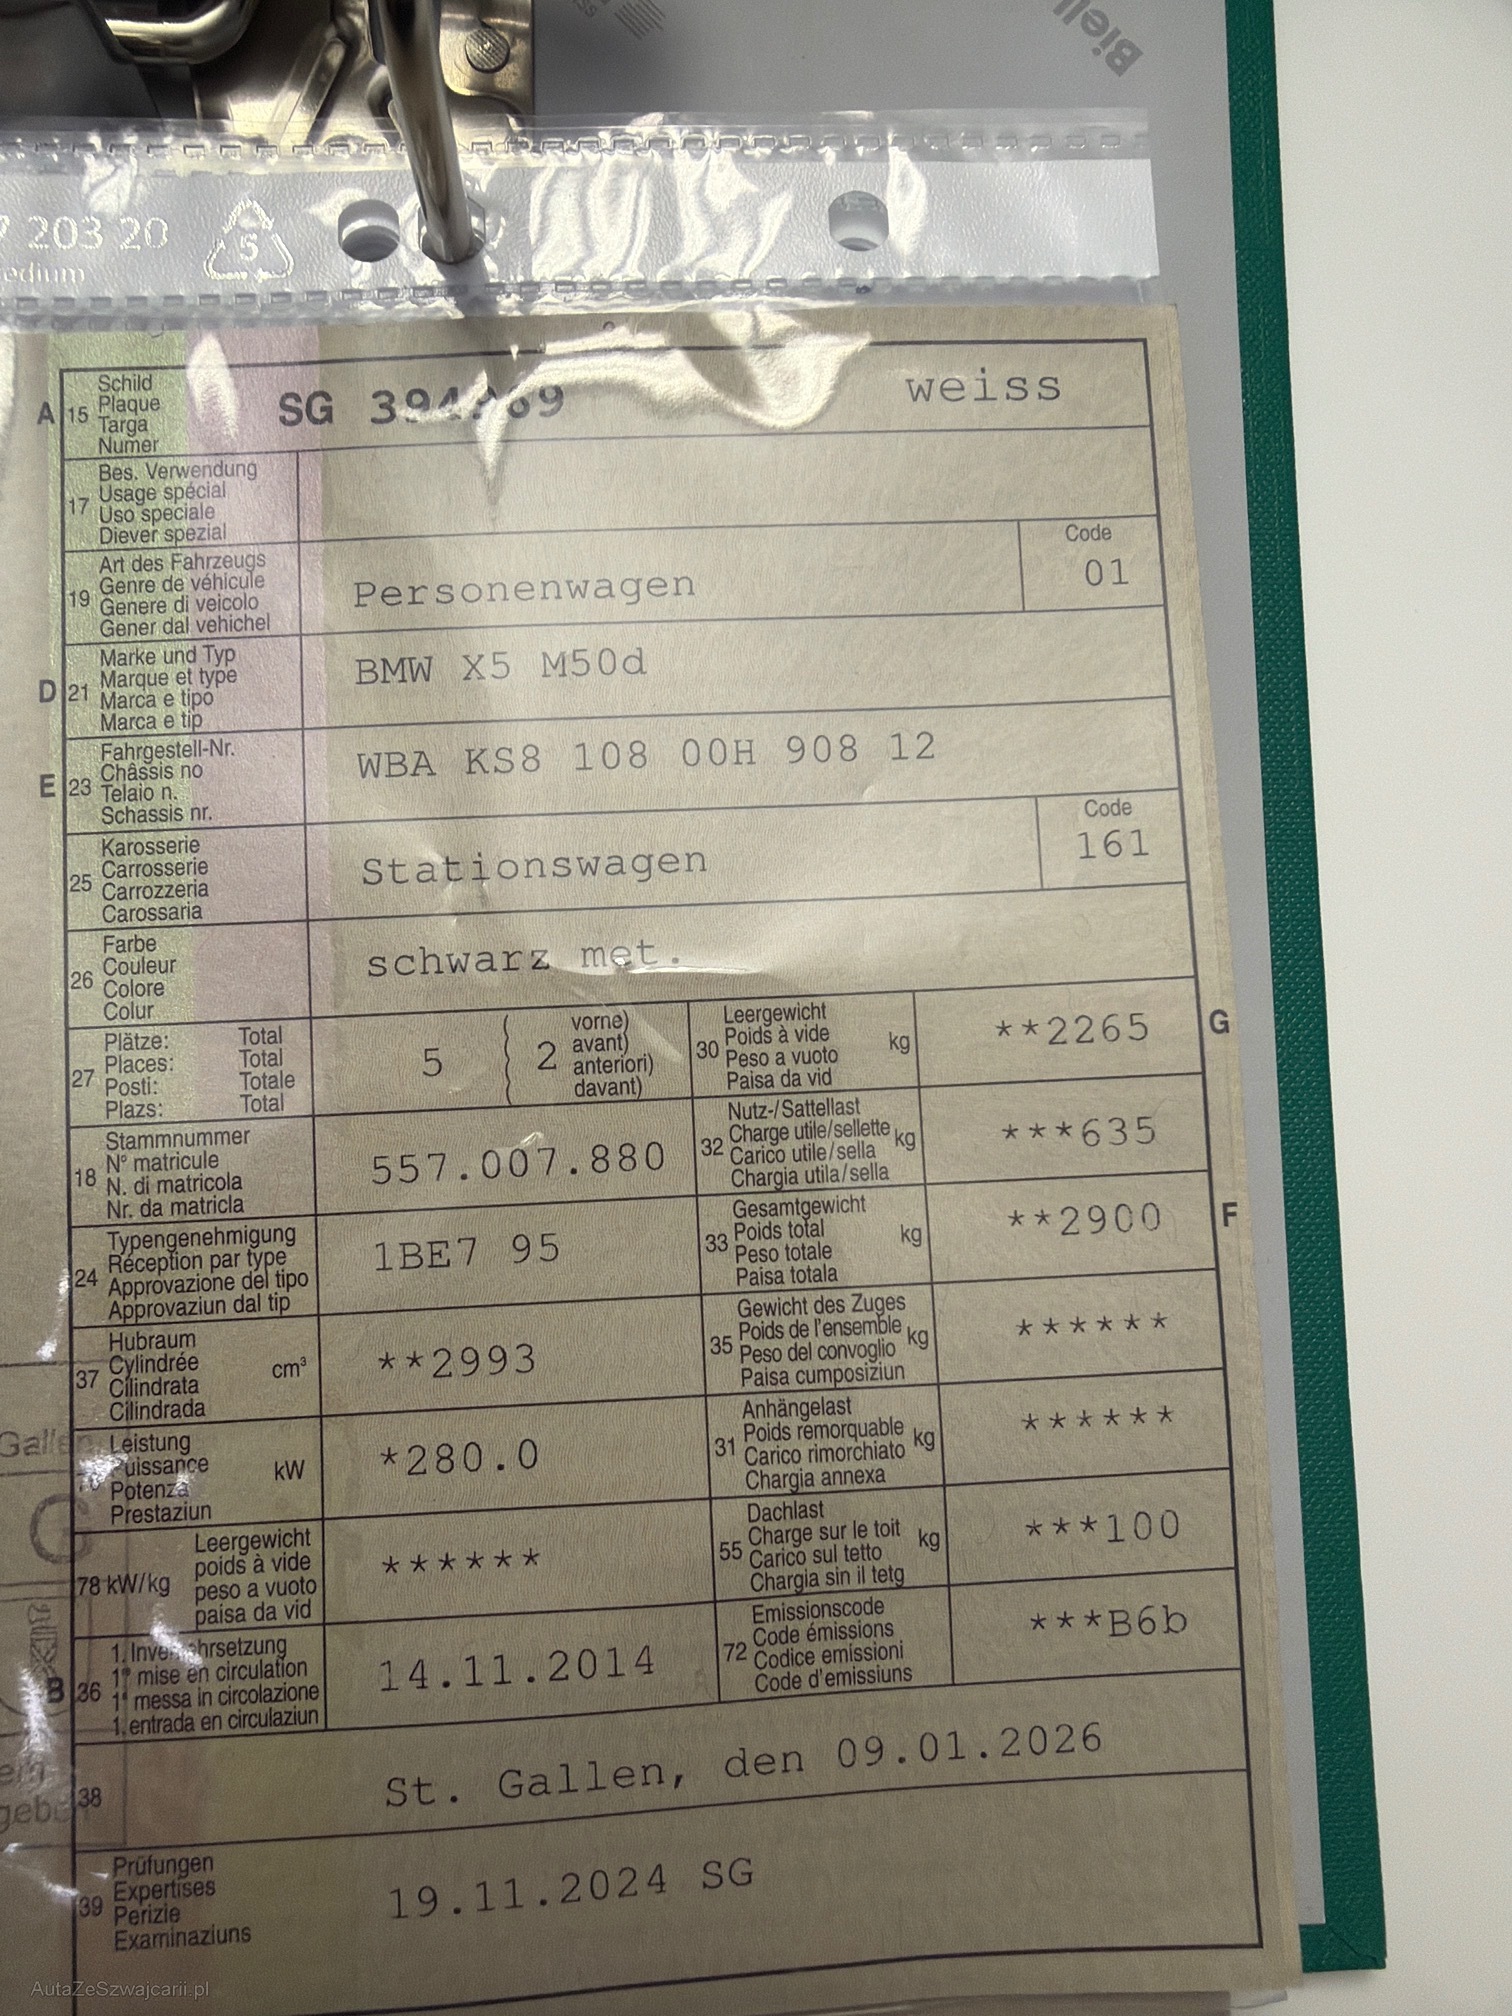 Biell
7 203 20
5
edium
A 15 Schild
Plaque
Targa
Numer
SG
weiss
17 Bes. Verwendung
Usage spécial
Uso speciale
Diever spezial
19 Art des Fahrzeugs
Genre de véhicule
Genere di veicolo
Gener dal vehichel
Personenwagen
Code
01
D 21 Marke und Typ
Marque et type
Marca e tipo
Marca e tip
BMW X5 M50d
E 23 Fahrgestell-Nr.
Châssis no
Telaio n.
Schassis nr.
WBA KS8 108 00H 908 12
25 Karosserie
Carrosserie
Carrozzeria
Carossaria
Stationswagen
Code
161
26 Farbe
Couleur
Colore
Colur
schwarz met.
27 Plätze: Total
Places: Total
Posti: Totale
Plazs: Total
5 2 vorne)
avant)
anteriori)
davant)
30 Leergewicht
Poids à vide
Peso a vuoto
Paisa da vid
kg
**2265
G
18 Stammnummer
N° matricule
N. di matricola
Nr. da matricla
557.007.880
32 Nutz-/Sattellast
Charge utile/sellette
Carico utile/sella
Chargia utila/sella
kg
***635
24 Typengenehmigung
Réception par type
Approvazione del tipo
Approvaziun dal tip
1BE7 95
33 Gesamtgewicht
Poids total
Peso totale
Paisa totala
kg
**2900
F
37 Hubraum
Cylindrée
Cilindrata
Cilindrada
cm³
**2993
35 Gewicht des Zuges
Poids de l'ensemble
Peso del convoglio
Paisa cumposiziun
kg
******
Leistung
Puissance
Potenza
Prestaziun
kW
*280.0
31 Anhängelast
Poids remorquable
Carico rimorchiato
Chargia annexa
kg
******
78 kW/kg Leergewicht
poids à vide
peso a vuoto
paisa da vid
******
55 Dachlast
Charge sur le toit
Carico sul tetto
Chargia sin il tetg
kg
***100
B 36 1. Inverkehrsetzung
1e mise en circulation
1a messa in circolazione
1. entrada en circulaziun
14.11.2014
72 Emissionscode
Code émissions
Codice emissioni
Code d'emissiuns
***B6b
38
St. Gallen, den 09.01.2026
39 Prüfungen
Expertises
Perizie
Examinaziuns
19.11.2024 SG
AutaZeSzwajcarii.pl